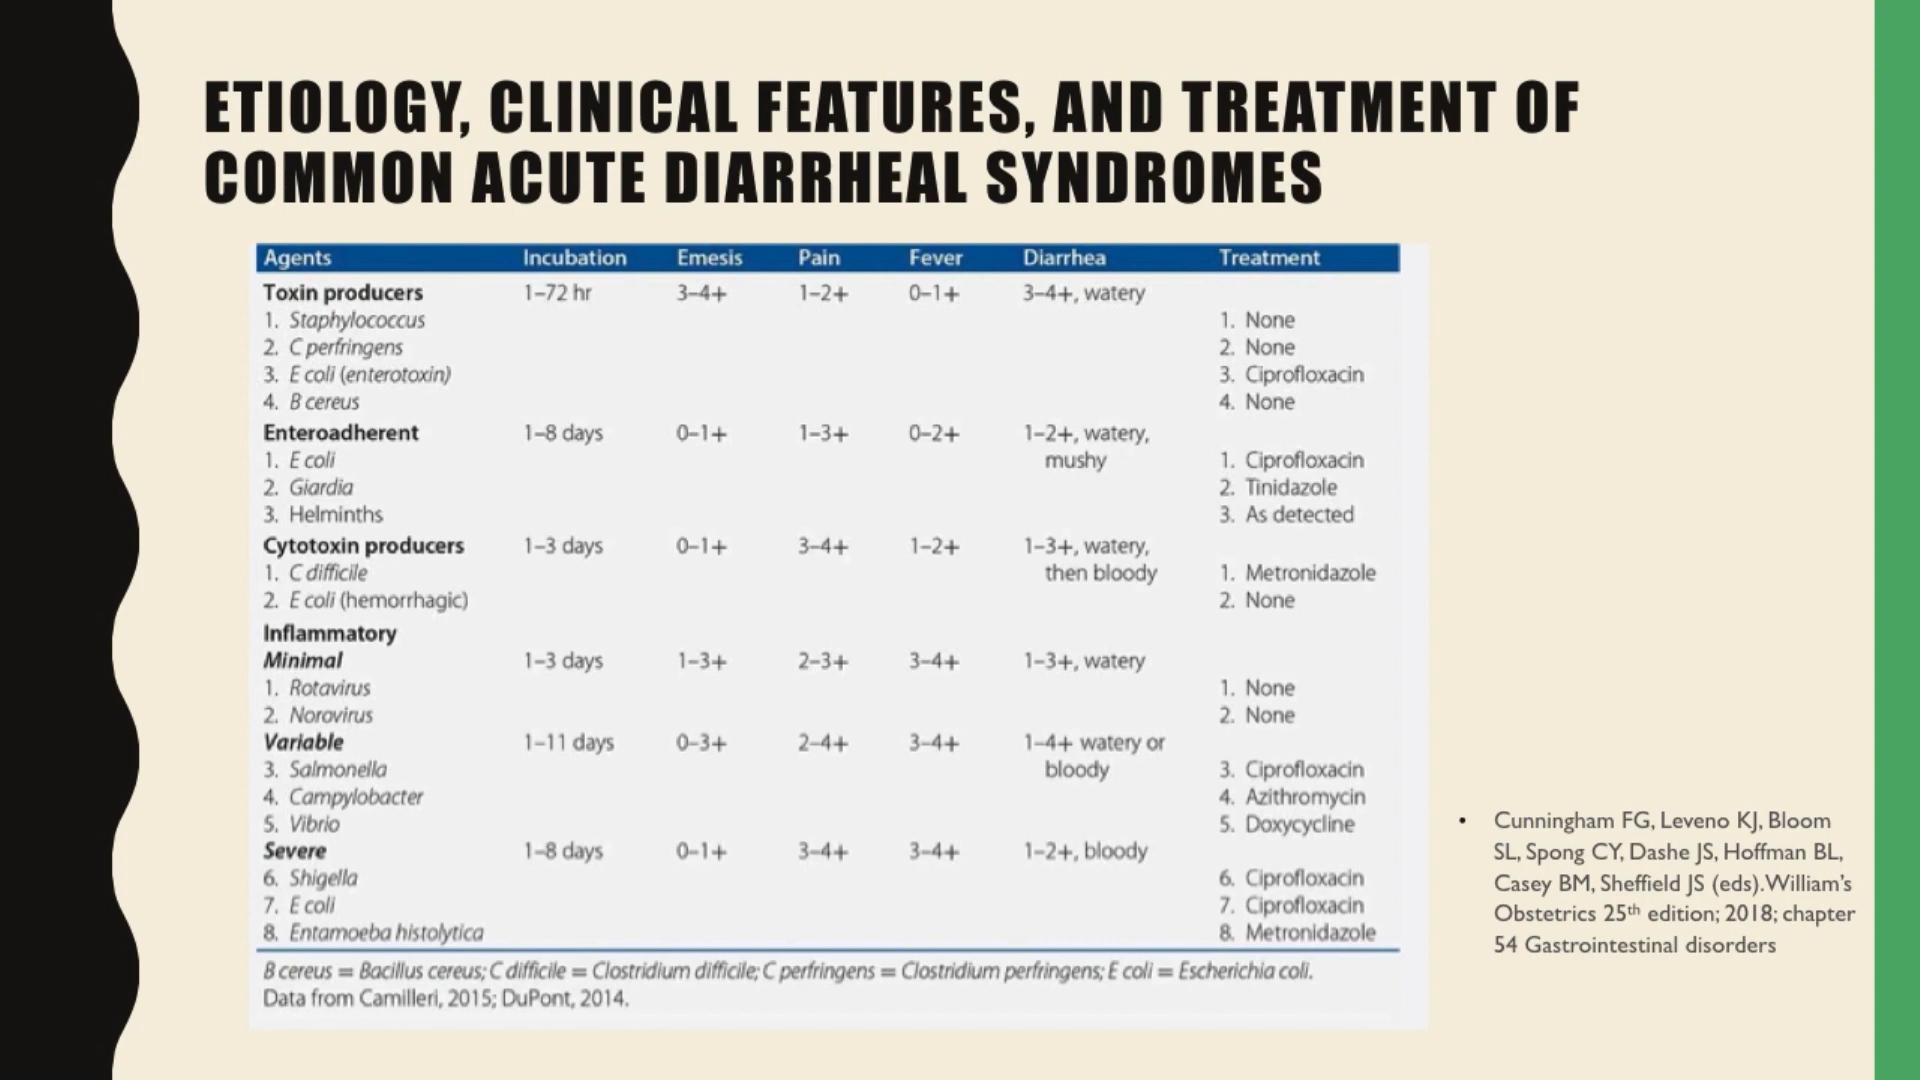 ETIOLOGY, CLINICAL FEATURES, AND TREATMENT OF
COMMON ACUTE DIARRHEAL SYNDROMES
Agents Incubation Emesis Pain Fever Diarrhea Treatment
Toxin producers 1–72 hr 3–4+ 1–2+ 0–1+ 3–4+, watery
1. Staphylococcus 1. None
2. C perfringens 2. None
3. E coli (enterotoxin) 3. Ciprofloxacin
4. B cereus 4. None
Enteroadherent 1–8 days 0–1+ 1–3+ 0–2+ 1–2+, watery,
1. E coli mushy 1. Ciprofloxacin
2. Giardia 2. Tinidazole
3. Helminths 3. As detected
Cytotoxin producers 1–3 days 0–1+ 3–4+ 1–2+ 1–3+, watery,
1. C difficile then bloody 1. Metronidazole
2. E coli (hemorrhagic) 2. None
Inflammatory
Minimal 1–3 days 1–3+ 2–3+ 3–4+ 1–3+, watery
1. Rotavirus 1. None
2. Norovirus 2. None
Variable 1–11 days 0–3+ 2–4+ 3–4+ 1–4+ watery or
3. Salmonella bloody 3. Ciprofloxacin
4. Campylobacter 4. Azithromycin
5. Vibrio 5. Doxycycline
Severe 1–8 days 0–1+ 3–4+ 3–4+ 1–2+, bloody
6. Shigella 6. Ciprofloxacin
7. E coli 7. Ciprofloxacin
8. Entamoeba histolytica 8. Metronidazole
B cereus = Bacillus cereus; C difficile = Clostridium difficile; C perfringens = Clostridium perfringens; E coli = Escherichia coli.
Data from Camilleri, 2015; DuPont, 2014.
• Cunningham FG, Leveno KJ, Bloom
SL, Spong CY, Dashe JS, Hoffman BL,
Casey BM, Sheffield JS (eds).William's
Obstetrics 25th edition; 2018; chapter
54 Gastrointestinal disorders